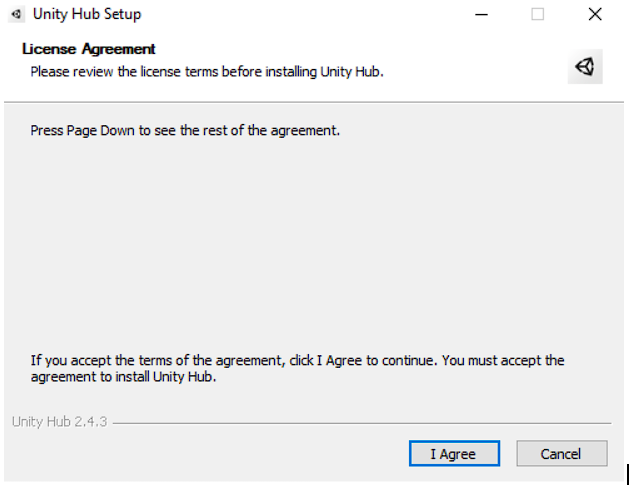 Unity Hub Setup
License Agreement
Please review the license terms before installing Unity Hub.
Press Page Down to see the rest of the agreement.
If you accept the terms of the agreement, click I Agree to continue. You must accept the
agreement to install Unity Hub.
Unity Hub 2.4.3
I Agree
Cancel